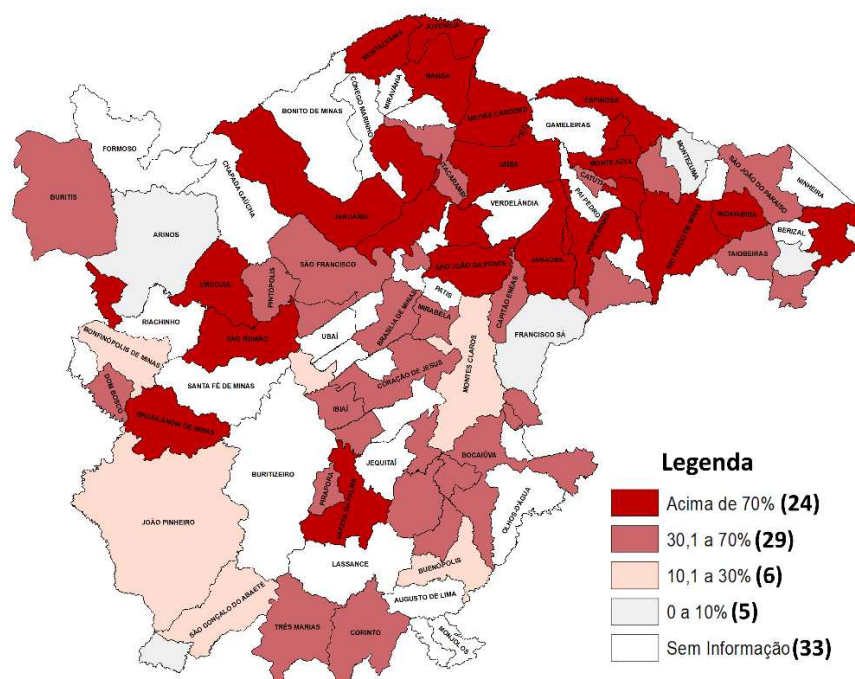 JUVENÍLIA
MONTALVÂNIA
MANGA
MIRAVÂNIA
CÔNEGO MARINHO
BONITO DE MINAS
MATIAS CARDOSO
ESPINOSA
GAMELEIRAS
FORMOSO
CHAPADA GAÚCHA
ITACARAMBI
JAÍBA
MONTE AZUL
CATUTI
MONTEZUMA
SÃO JOÃO DO PARAÍSO
NINHEIRA
BURITIS
PAI PEDRO
VERDELÂNDIA
JANUÁRIA
PORTEIRINHA
RIO PARDO DE MINAS
INDAIABIRA
BERIZAL
ARINOS
SÃO FRANCISCO
SÃO JOÃO DA PONTE
JANAÚBA
TAIOBEIRAS
URUCUIA
PINTÓPOLIS
CAPITÃO ENÉAS
RIACHINHO
PATIS
BRASÍLIA DE MINAS
MIRABELA
FRANCISCO SÁ
SÃO ROMÃO
UBAÍ
BONFINÓPOLIS DE MINAS
MONTES CLAROS
CORAÇÃO DE JESUS
DOM BOSCO
SANTA FÉ DE MINAS
IBIAÍ
BRASILÂNDIA DE MINAS
BURITIZEIRO
JEQUITAÍ
BOCAIÚVA
PIRAPORA
VÁRZEA DA PALMA
OLHOS-D'ÁGUA
JOÃO PINHEIRO
LASSANCE
BUENÓPOLIS
AUGUSTO DE LIMA
SÃO GONÇALO DO ABAETÉ
TRÊS MARIAS
CORINTO
MONJOLOS
Legenda
Acima de 70% (24)
30,1 a 70% (29)
10,1 a 30% (6)
0 a 10% (5)
Sem Informação (33)